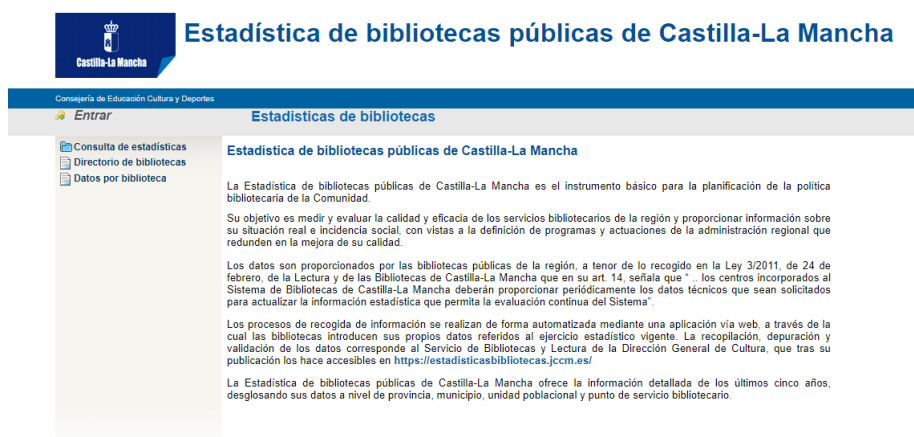 Castilla-La Mancha
Estadística de bibliotecas públicas de Castilla-La Mancha
Consejería de Educación Cultura y Deportes
Entrar
Estadisticas de bibliotecas
Consulta de estadísticas
Directorio de bibliotecas
Datos por biblioteca
Estadística de bibliotecas públicas de Castilla-La Mancha
La Estadística de bibliotecas públicas de Castilla-La Mancha es el instrumento básico para la planificación de la política
bibliotecaria de la Comunidad.
Su objetivo es medir y evaluar la calidad y eficacia de los servicios bibliotecarios de la región y proporcionar información sobre
su situación real e incidencia social, con vistas a la definición de programas y actuaciones de la administración regional que
redunden en la mejora de su calidad.
Los datos son proporcionados por las bibliotecas públicas de la región, a tenor de lo recogido en la Ley 3/2011, de 24 de
febrero, de la Lectura y de las Bibliotecas de Castilla-La Mancha que en su art. 14, señala que " .. los centros incorporados al
Sistema de Bibliotecas de Castilla-La Mancha deberán proporcionar periódicamente los datos técnicos que sean solicitados
para actualizar la información estadística que permita la evaluación continua del Sistema".
Los procesos de recogida de información se realizan de forma automatizada mediante una aplicación vía web, a través de la
cual las bibliotecas introducen sus propios datos referidos al ejercicio estadístico vigente. La recopilación, depuración y
validación de los datos corresponde al Servicio de Bibliotecas y Lectura de la Dirección General de Cultura, que tras su
publicación los hace accesibles en https://estadisticasbibliotecas.jccm.es/
La Estadística de bibliotecas públicas de Castilla-La Mancha ofrece la información detallada de los últimos cinco años,
desglosando sus datos a nivel de provincia, municipio, unidad poblacional y punto de servicio bibliotecario.